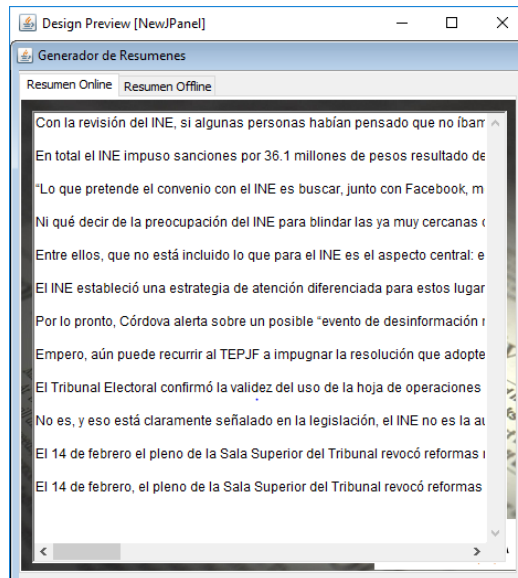 Design Preview [NewJPanel]
Generador de Resumenes
Resumen Online Resumen Offline
Con la revisión del INE, si algunas personas habían pensado que no
En total el INE impuso sanciones por 36.1 millones de pesos resultado de
“Lo que pretende el convenio con el INE es buscar, junto con Facebook, m
Ni qué decir de la preocupación del INE para blindar las ya muy cercanas
Entre ellos, que no está incluido lo que para el INE es el aspecto central: e
El INE estableció una estrategia de atención diferenciada para estos lugar
Por lo pronto, Córdova alerta sobre un posible “evento de desinformación
Empero, aún puede recurrir al TEPJF a impugnar la resolución que adopte
El Tribunal Electoral confirmó la validez del uso de la hoja de operaciones
No es, y eso está claramente señalado en la legislación, el INE no es la
El 14 de febrero el pleno de la Sala Superior del Tribunal revocó reformas
El 14 de febrero, el pleno de la Sala Superior del Tribunal revocó reformas